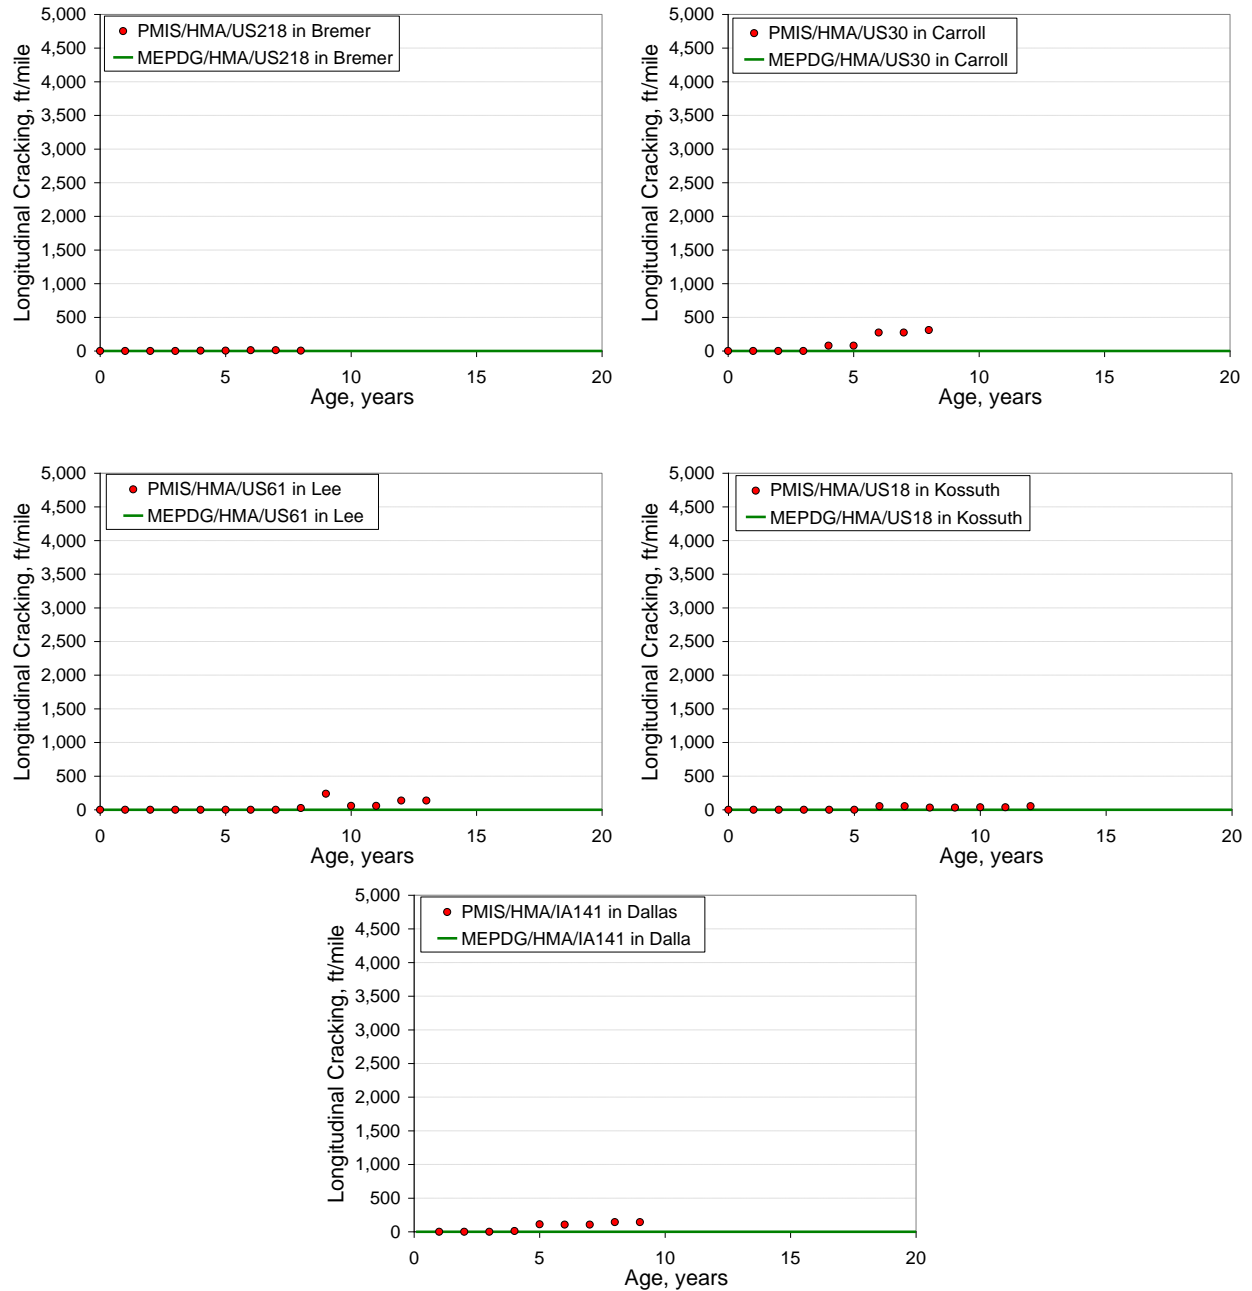 PMIS/HMA/US218 in Bremer
MEPDG/HMA/US218 in Bremer
Longitudinal Cracking, ft/mile
5,000
4,500
4,000
3,500
3,000
2,500
2,000
1,500
1,000
500
0
0 5 10 15 20
Age, years
PMIS/HMA/US30 in Carroll
MEPDG/HMA/US30 in Carroll
Longitudinal Cracking, ft/mile
5,000
4,500
4,000
3,500
3,000
2,500
2,000
1,500
1,000
500
0
0 5 10 15 20
Age, years
PMIS/HMA/US61 in Lee
MEPDG/HMA/US61 in Lee
Longitudinal Cracking, ft/mile
5,000
4,500
4,000
3,500
3,000
2,500
2,000
1,500
1,000
500
0
0 5 10 15 20
Age, years
PMIS/HMA/US18 in Kossuth
MEPDG/HMA/US18 in Kossuth
Longitudinal Cracking, ft/mile
5,000
4,500
4,000
3,500
3,000
2,500
2,000
1,500
1,000
500
0
0 5 10 15 20
Age, years
PMIS/HMA/IA141 in Dallas
MEPDG/HMA/IA141 in Dalla
Longitudinal Cracking, ft/mile
5,000
4,500
4,000
3,500
3,000
2,500
2,000
1,500
1,000
500
0
0 5 10 15 20
Age, years